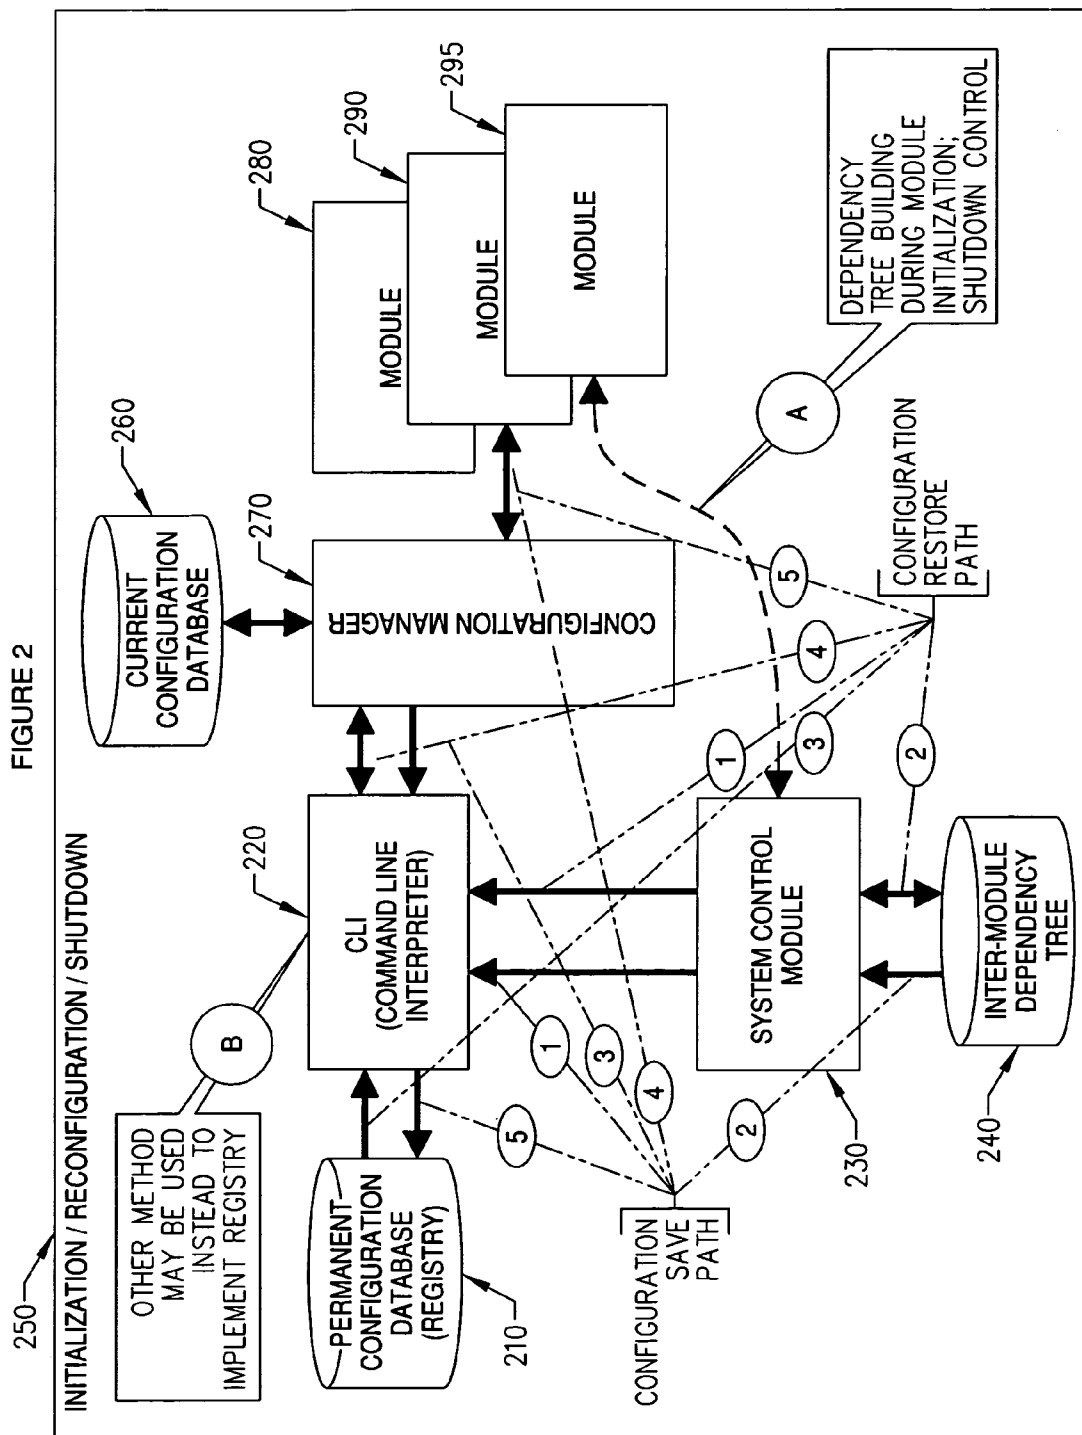 FIGURE 2
250
INITIALIZATION / RECONFIGURATION / SHUTDOWN
OTHER METHOD
MAY BE USED
INSTEAD TO
IMPLEMENT REGISTRY
B
220
260
CURRENT
CONFIGURATION
DATABASE
270
CONFIGURATION MANAGER
280
MODULE
290
MODULE
295
MODULE
PERMANENT
CONFIGURATION
DATABASE
(REGISTRY)
210
CLI
(COMMAND LINE
INTERPRETER)
5
1
3
4
2
CONFIGURATION
SAVE
PATH
230
SYSTEM CONTROL
MODULE
1
3
4
5
2
CONFIGURATION
RESTORE
PATH
A
DEPENDENCY
TREE BUILDING
DURING MODULE
INITIALIZATION;
SHUTDOWN CONTROL
240
INTER-MODULE
DEPENDENCY
TREE